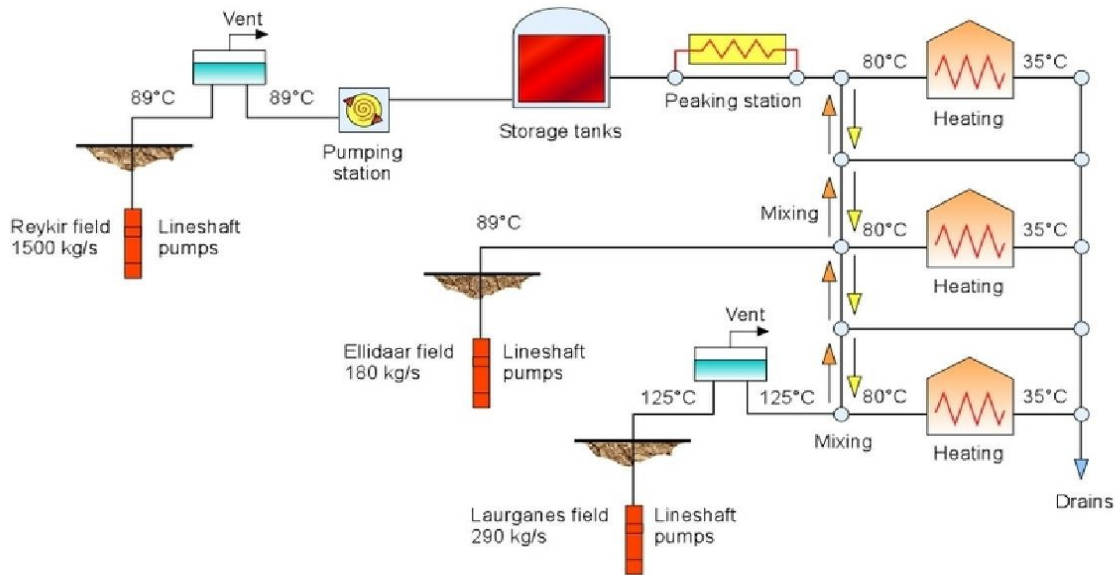 Vent
89°C
89°C
Pumping
station
Storage tanks
Peaking station
80°C
35°C
Heating
Reykir field
1500 kg/s
Lineshaft
pumps
Mixing
89°C
80°C
35°C
Heating
Ellidaar field
180 kg/s
Lineshaft
pumps
Vent
125°C
125°C
80°C
35°C
Mixing
Heating
Laurganes field
290 kg/s
Lineshaft
pumps
Drains